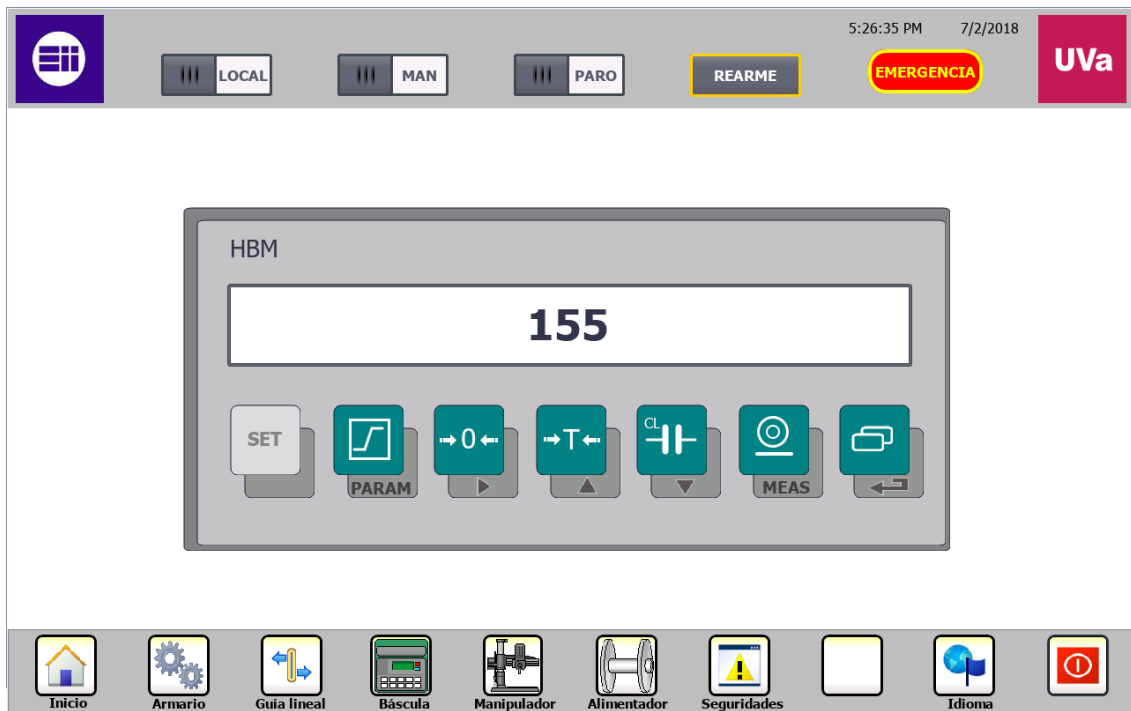 5:26:35 PM 7/2/2018
LOCAL MAN PARO REARME EMERGENCIA UVa
HBM
155
SET →0← →T← CL
PARAM MEAS
Inicio Armario Guía lineal Báscula Manipulador Alimentador Seguridades Idioma